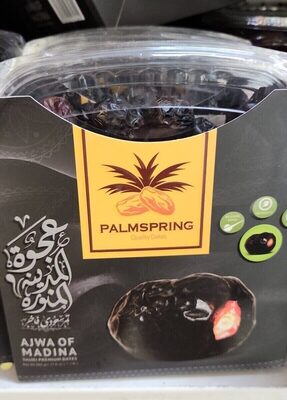 PALMSPRING
Quality Dates
عجوة
المدينة
المنورة
AJWA OF
MADINA
SAUDI PREMIUM DATES